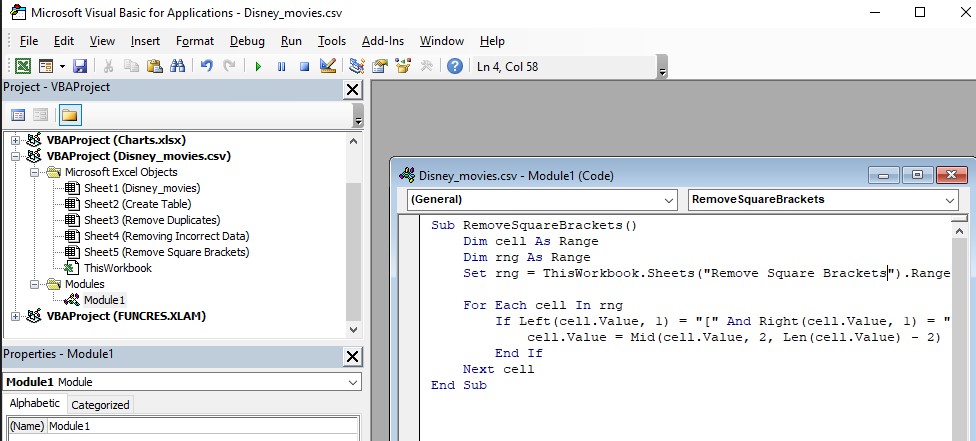 Microsoft Visual Basic for Applications - Disney_movies.csv
File Edit View Insert Format Debug Run Tools Add-Ins Window Help
Ln 4, Col 58
Project - VBAProject
VBAProject (Charts.xlsx)
VBAProject (Disney_movies.csv)
Microsoft Excel Objects
Sheet1 (Disney_movies)
Sheet2 (Create Table)
Sheet3 (Remove Duplicates)
Sheet4 (Removing Incorrect Data)
Sheet5 (Remove Square Brackets)
ThisWorkbook
Modules
Module1
VBAProject (FUNCRES.XLAM)
Properties - Module1
Module1 Module
Alphabetic Categorized
(Name) Module1
Disney_movies.csv - Module1 (Code)
(General) RemoveSquareBrackets
Sub RemoveSquareBrackets()
Dim cell As Range
Dim rng As Range
Set rng = ThisWorkbook.Sheets("Remove Square Brackets").Range
For Each cell In rng
If Left(cell.Value, 1) = "[" And Right(cell.Value, 1) = "
cell.Value = Mid(cell.Value, 2, Len(cell.Value) - 2)
End If
Next cell
End Sub